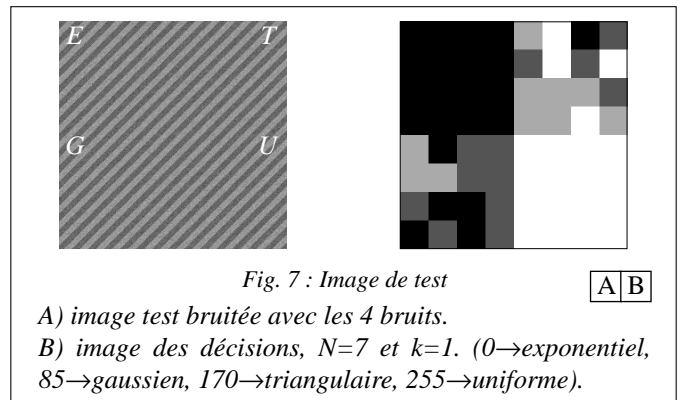 E T
G U
Fig. 7 : Image de test
A B
A) image test bruitée avec les 4 bruits.
B) image des décisions, N=7 et k=1. (0→exponentiel,
85→gaussien, 170→triangulaire, 255→uniforme).